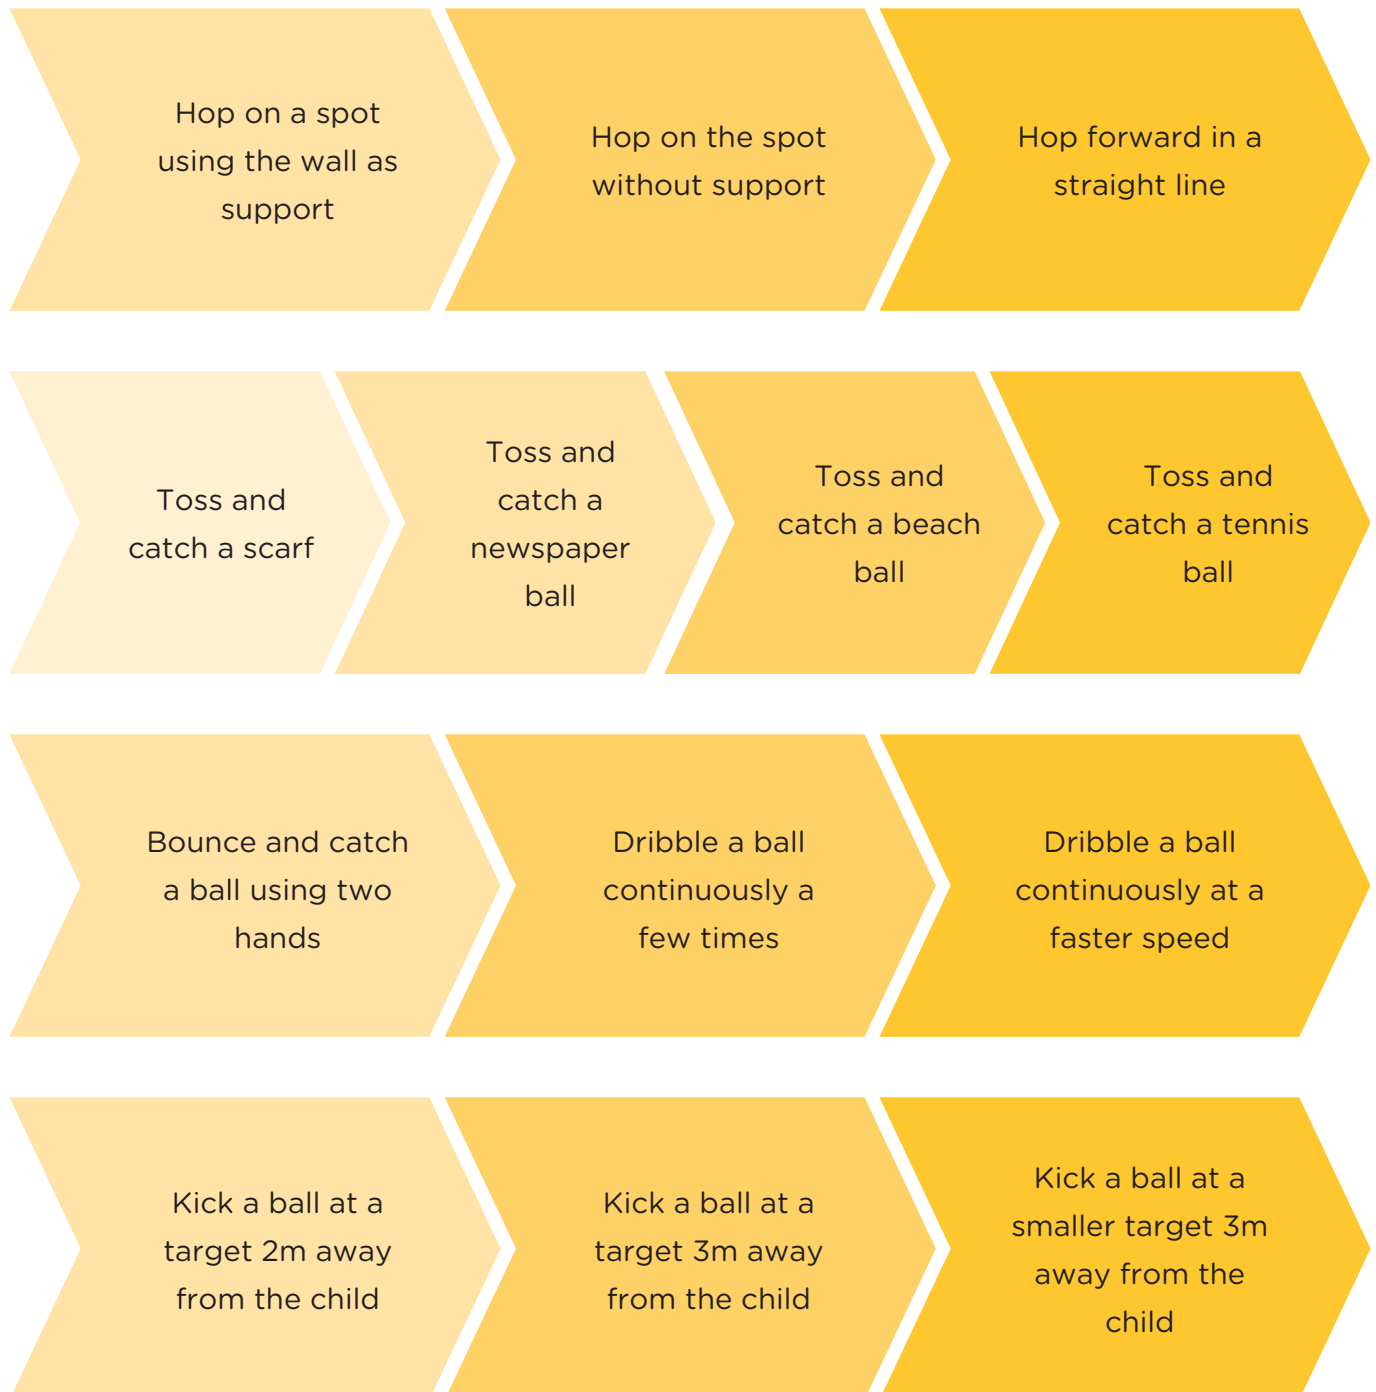 Hop on a spot
using the wall as
support
Hop on the spot
without support
Hop forward in a
straight line
Toss and
catch a scarf
Toss and
catch a
newspaper
ball
Toss and
catch a beach
ball
Toss and
catch a tennis
ball
Bounce and catch
a ball using two
hands
Dribble a ball
continuously a
few times
Dribble a ball
continuously at a
faster speed
Kick a ball at a
target 2m away
from the child
Kick a ball at a
target 3m away
from the child
Kick a ball at a
smaller target 3m
away from the
child